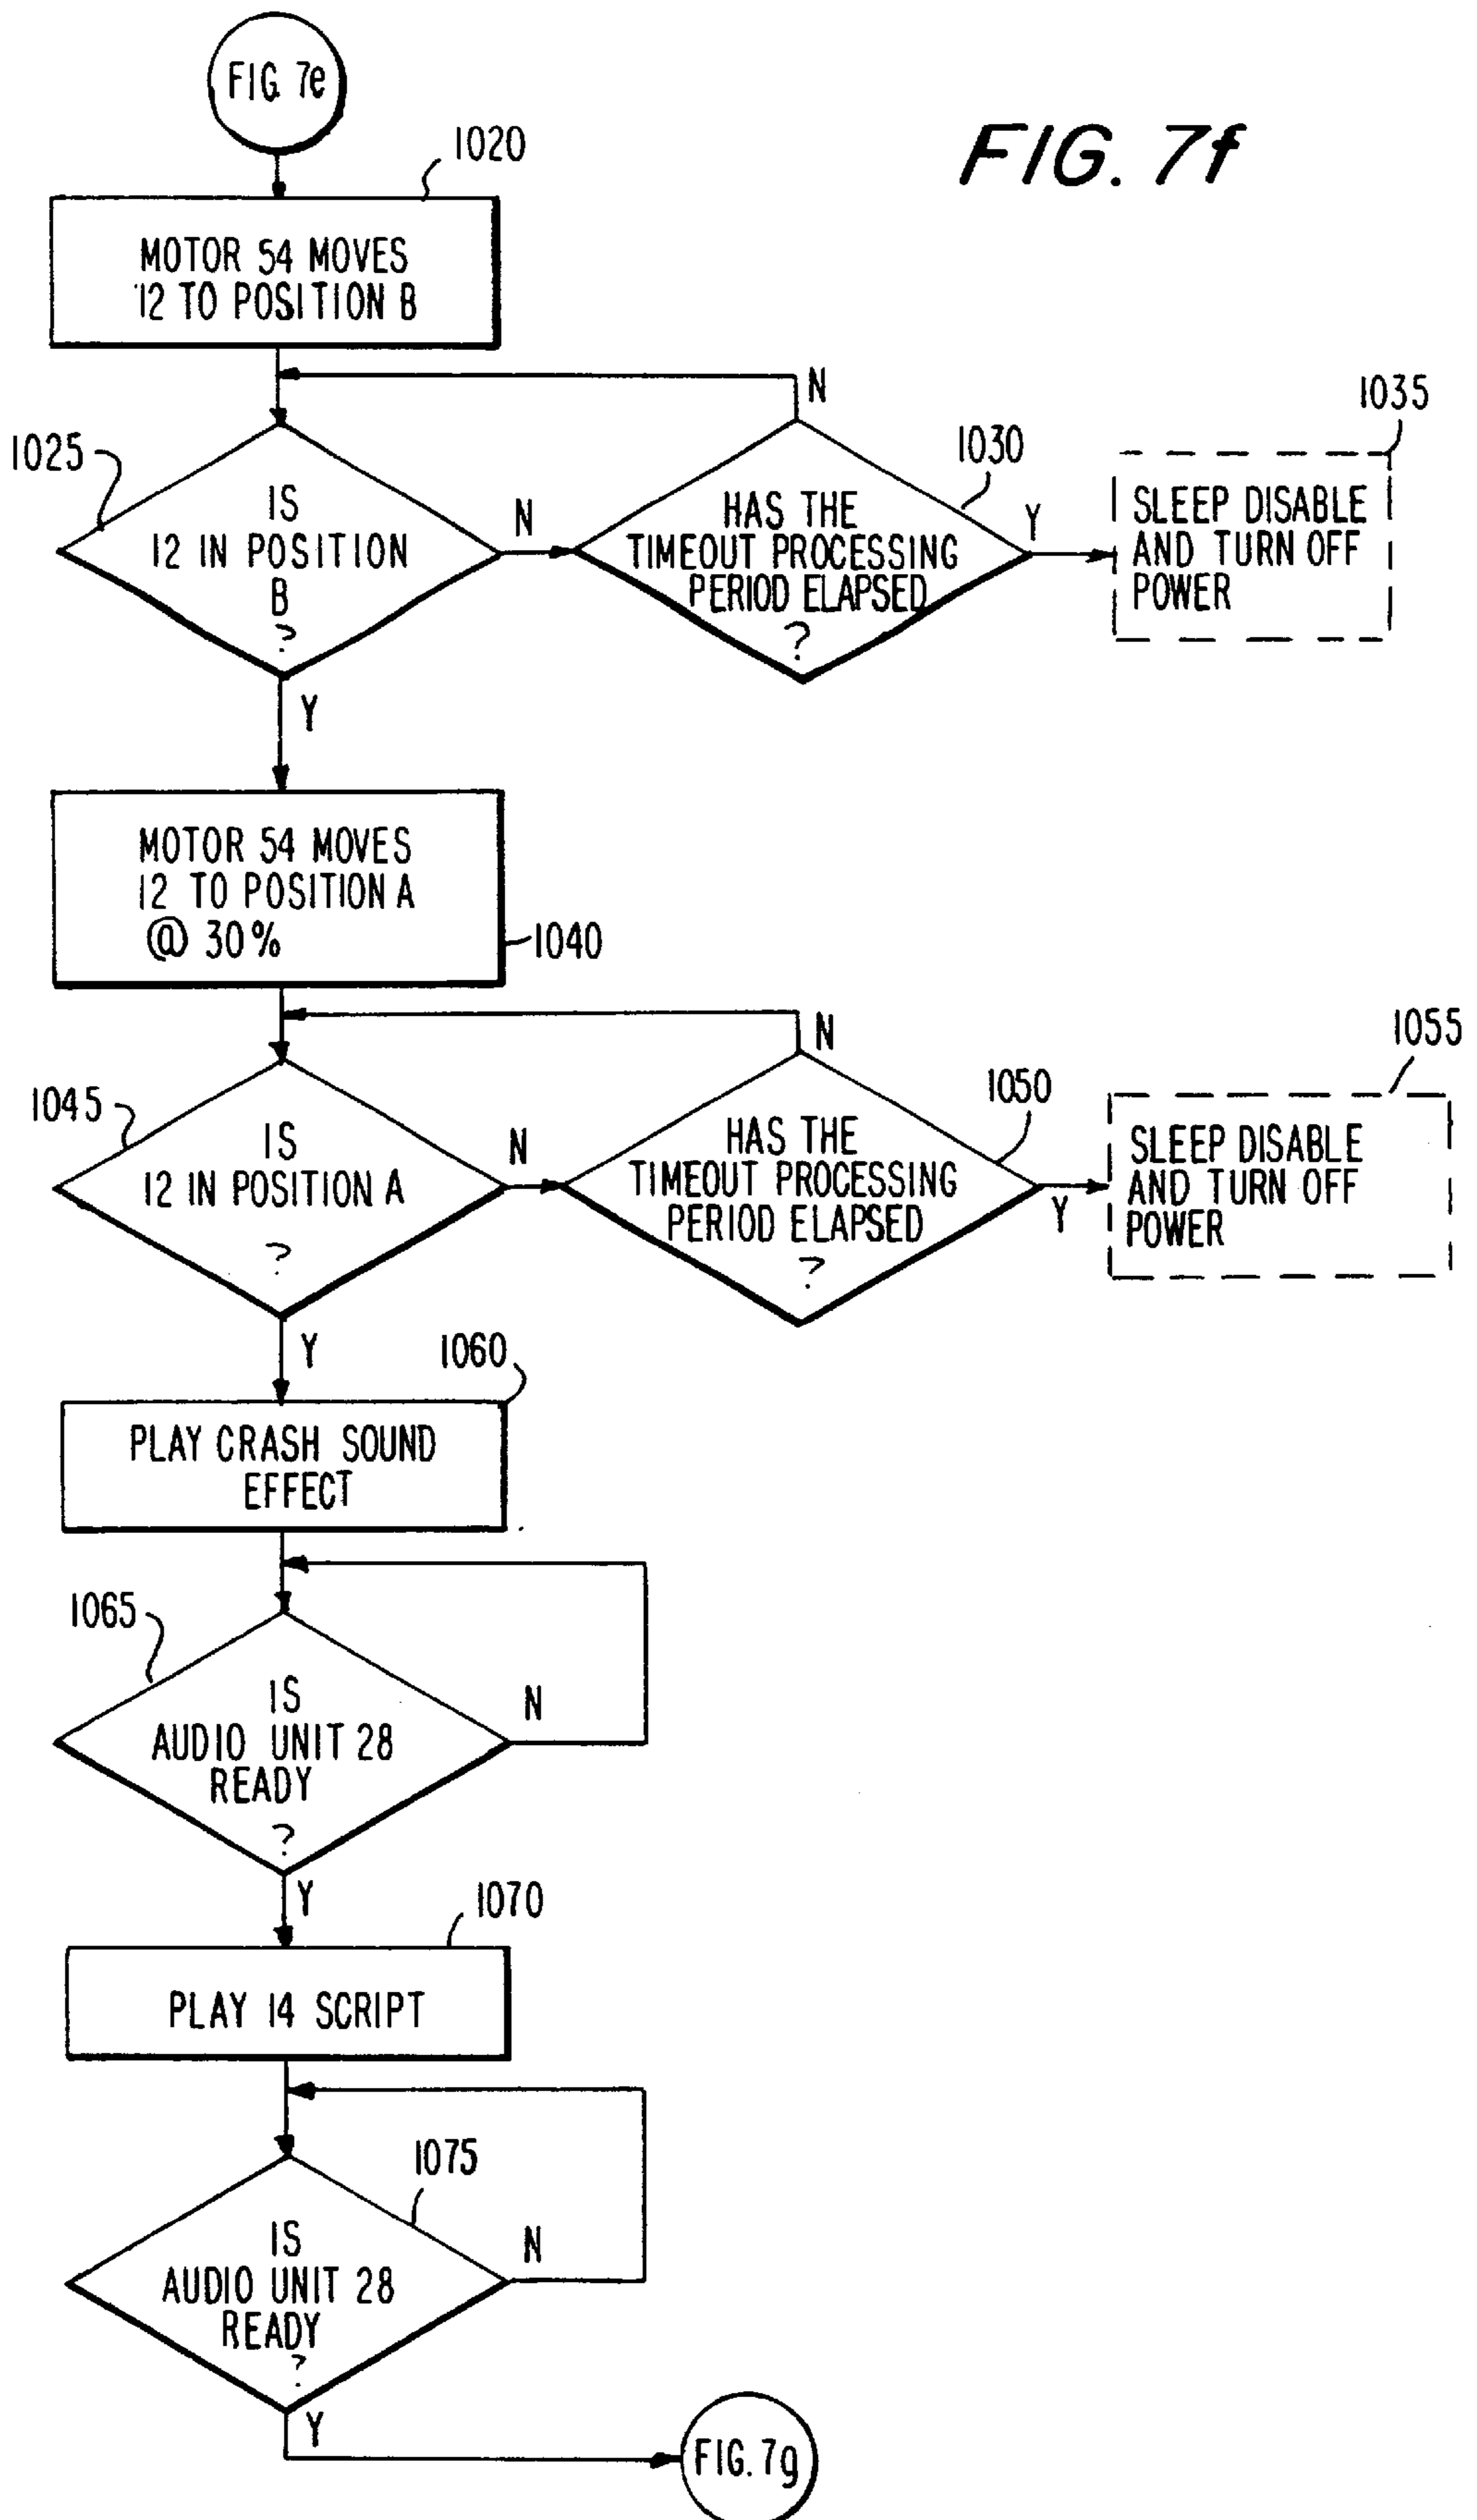 FIG 7e
FIG. 7f
1020
MOTOR 54 MOVES
12 TO POSITION B
N
1035
1025
1030
IS
12 IN POSITION
B
?
N
HAS THE
TIMEOUT PROCESSING
PERIOD ELAPSED
?
Y
SLEEP DISABLE
AND TURN OFF
POWER
Y
MOTOR 54 MOVES
12 TO POSITION A
@ 30%
1040
N
1055
1045
1050
IS
12 IN POSITION A
?
N
HAS THE
TIMEOUT PROCESSING
PERIOD ELAPSED
?
Y
SLEEP DISABLE
AND TURN OFF
POWER
Y
1060
PLAY CRASH SOUND
EFFECT
1065
IS
AUDIO UNIT 28
READY
?
N
Y
1070
PLAY 14 SCRIPT
1075
IS
AUDIO UNIT 28
READY
?
N
Y
FIG. 7g